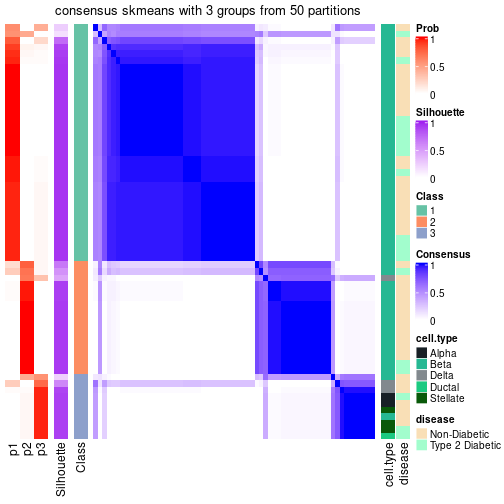 consensus skmeans with 3 groups from 50 partitions
Prob
1
0.5
0
Silhouette
1
0.5
0
Class
1
2
3
Consensus
1
0.5
0
cell.type
Alpha
Beta
Delta
Ductal
Stellate
disease
Non-Diabetic
Type 2 Diabetic
p1
p2
p3
Silhouette
Class
cell.type
disease